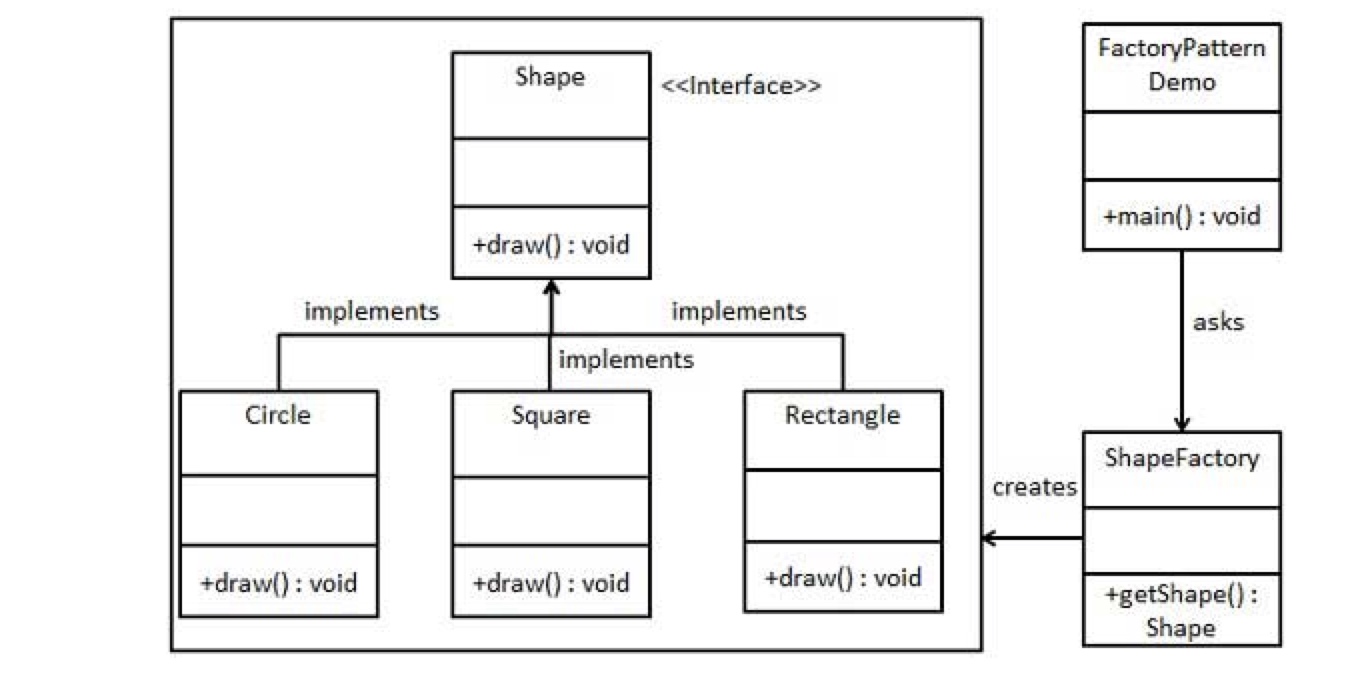 Shape
<<Interface>>
+draw() : void
implements
implements
implements
Circle
+draw() : void
Square
+draw() : void
Rectangle
+draw() : void
FactoryPattern
Demo
+main() : void
asks
creates
ShapeFactory
+getShape() :
Shape